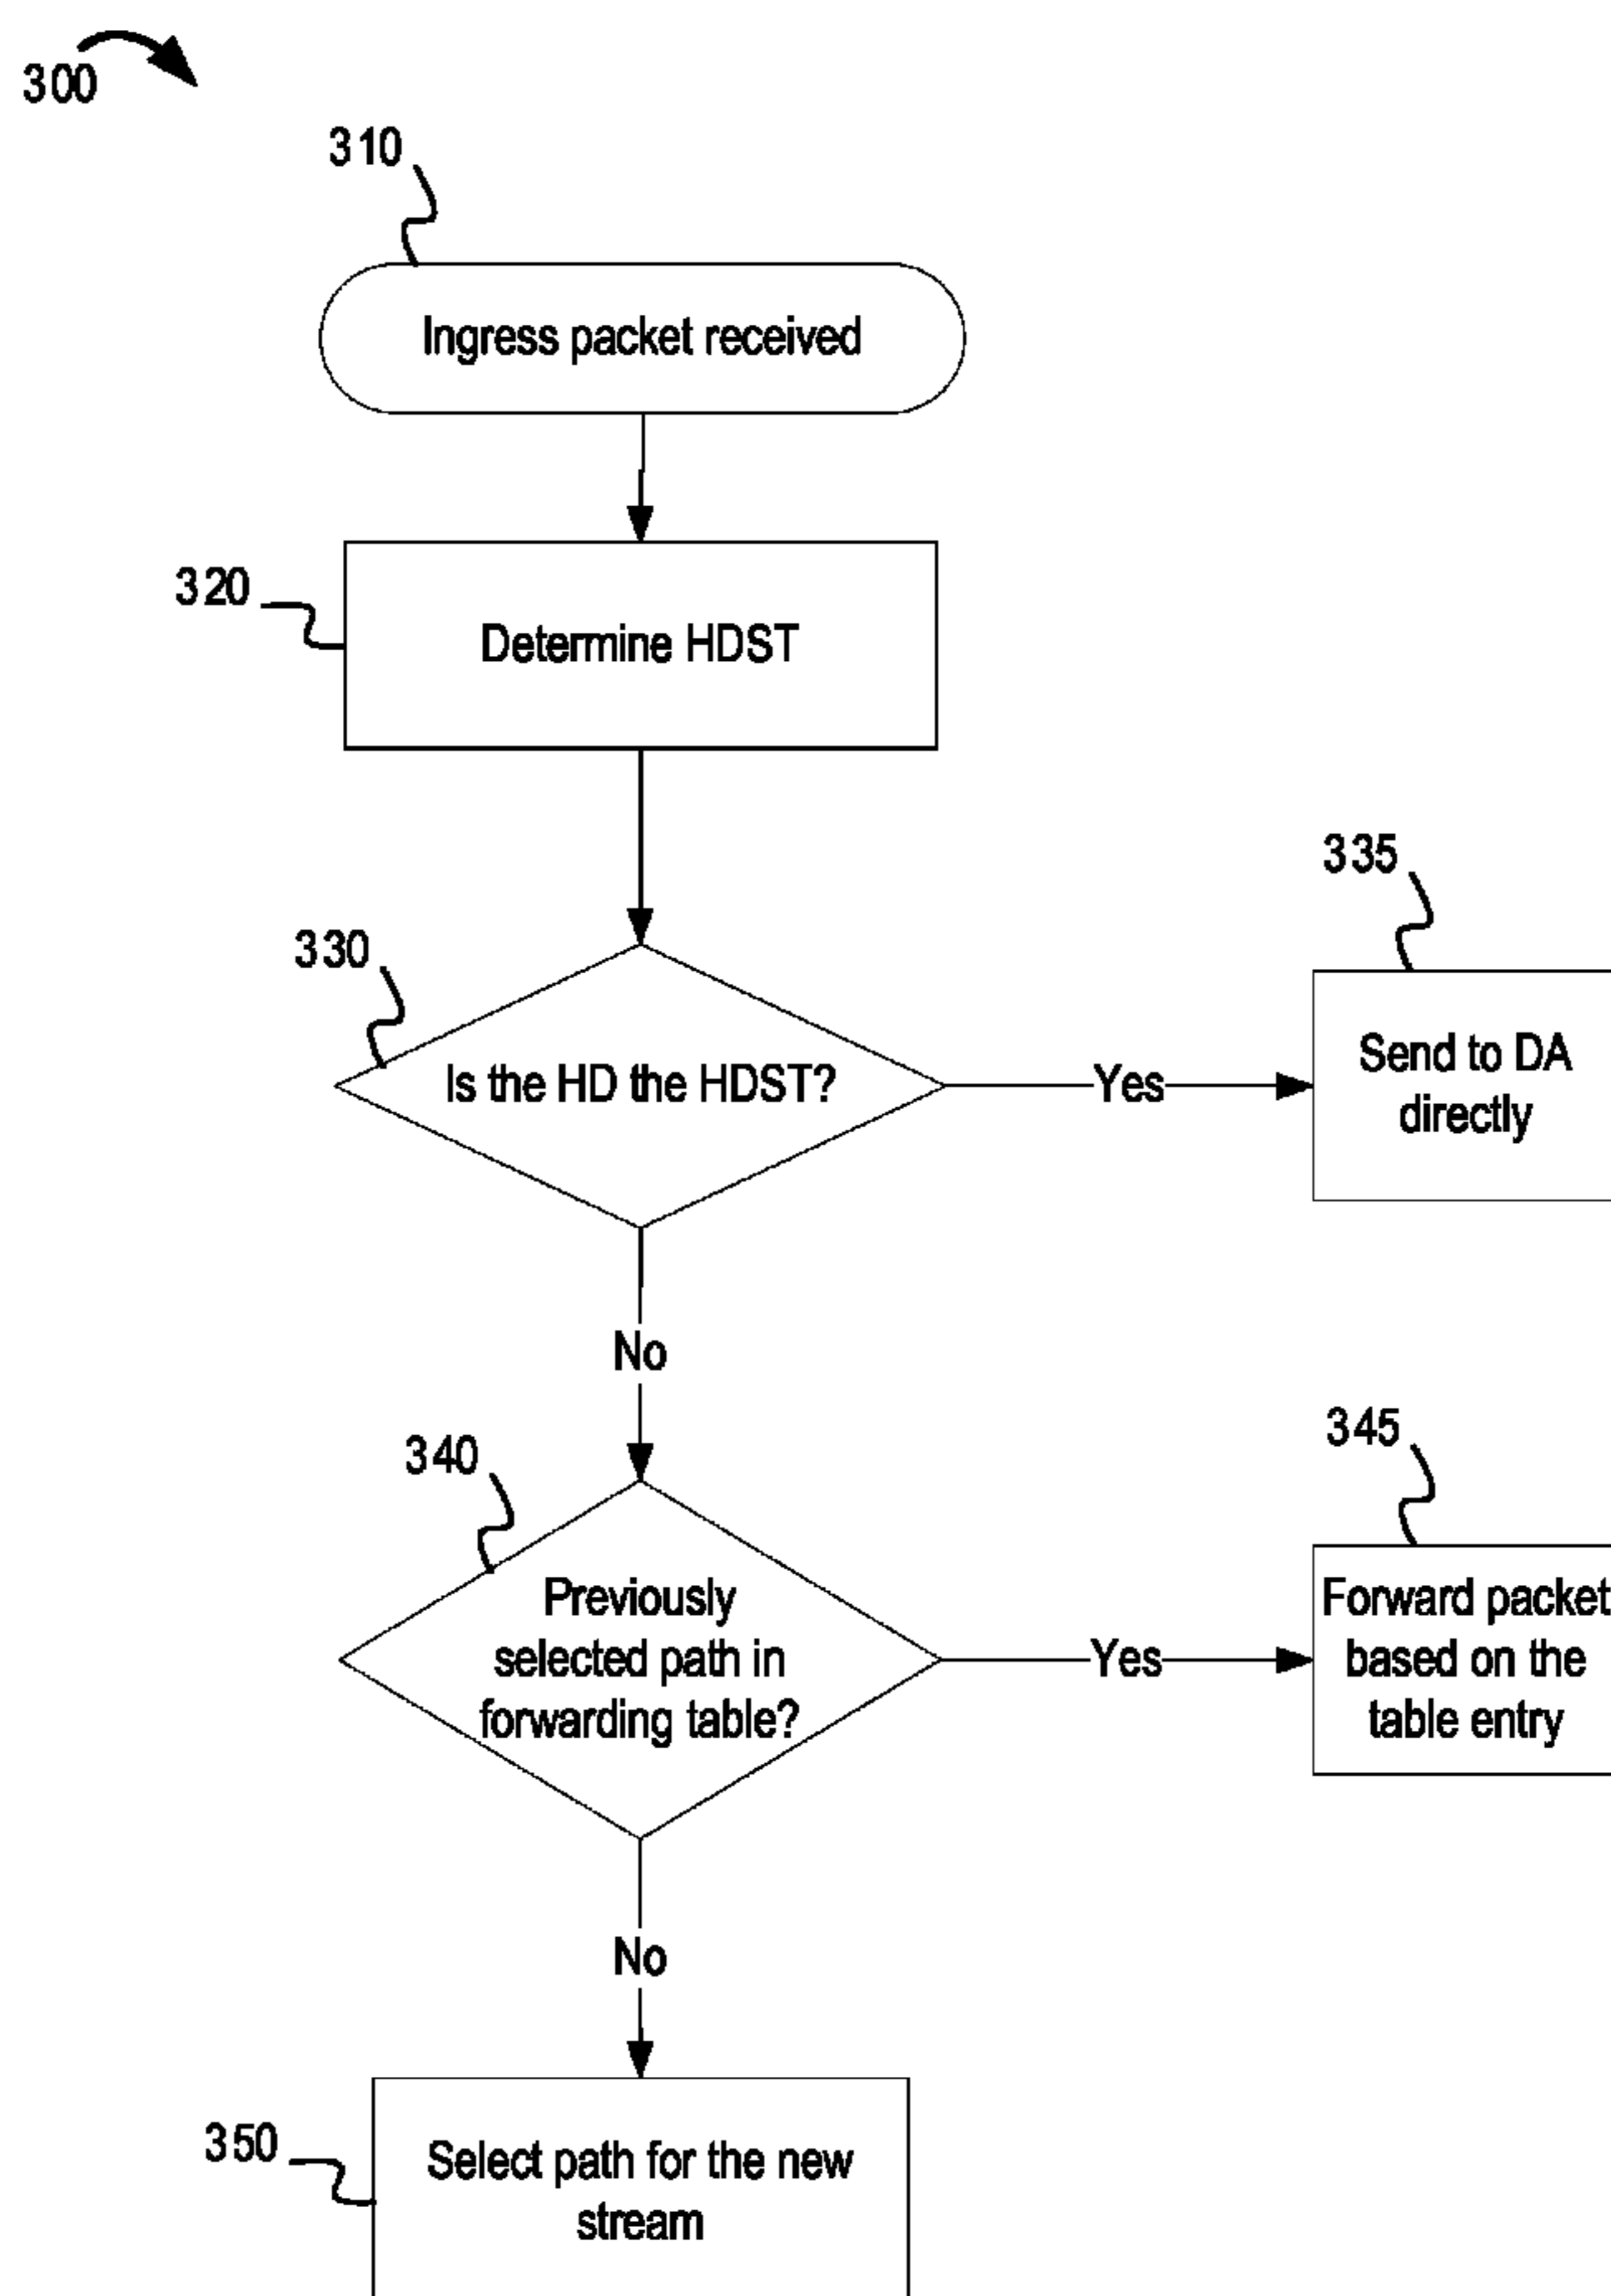 300
310
Ingress packet received
320
Determine HDST
335
330
Is the HD the HDST?
Yes
Send to DA
directly
No
345
340
Previously
selected path in
forwarding table?
Yes
Forward packet
based on the
table entry
No
350
Select path for the new
stream